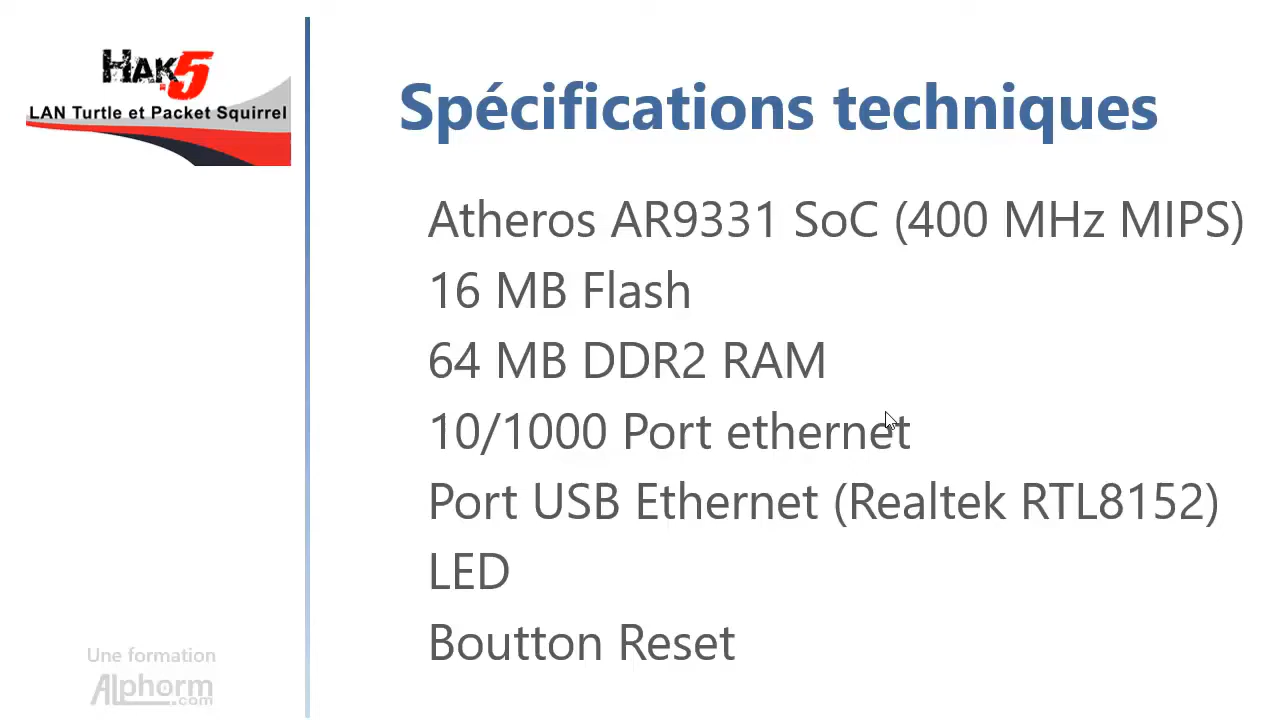 HAK5
LAN Turtle et Packet Squirrel
Spécifications techniques
Atheros AR9331 SoC (400 MHz MIPS)
16 MB Flash
64 MB DDR2 RAM
10/1000 Port ethernet
Port USB Ethernet (Realtek RTL8152)
LED
Boutton Reset
Une formation
Alphorm
.com